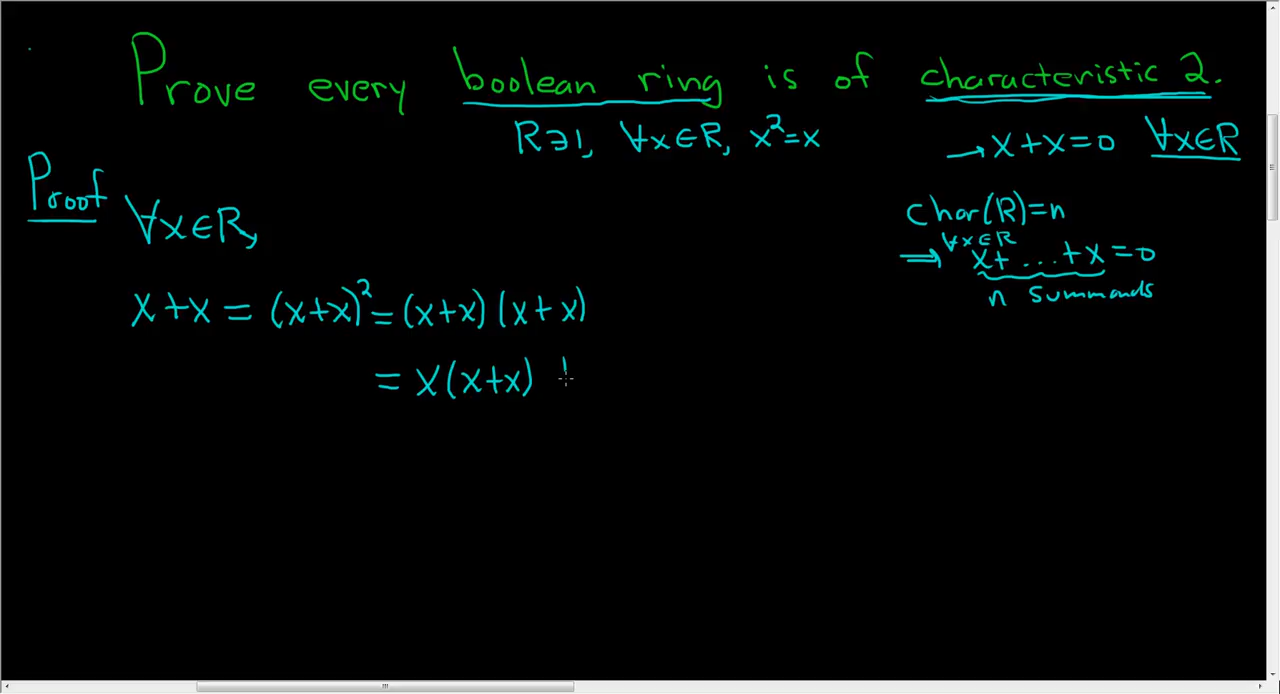 Prove every boolean ring is of characteristic 2.
R∋1, ∀x∈R, x²=x
→ x+x=0 ∀x∈R
Proof
∀x∈R,
Char(R)=n
⇒ ∀x∈R
x+...+x=0
n summands
x+x = (x+x)² = (x+x)(x+x)
= x(x+x) +